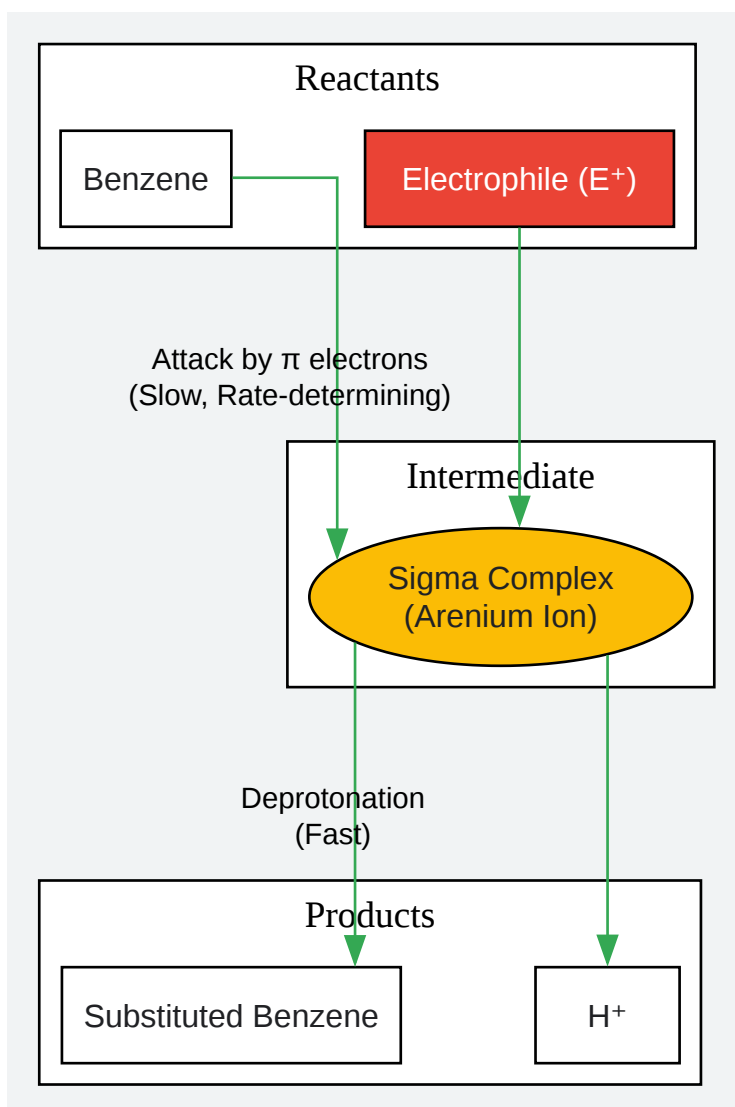 Reactants
Benzene
Electrophile (E⁺)
Attack by π electrons
(Slow, Rate-determining)
Intermediate
Sigma Complex
(Arenium Ion)
Deprotonation
(Fast)
Products
Substituted Benzene
H⁺